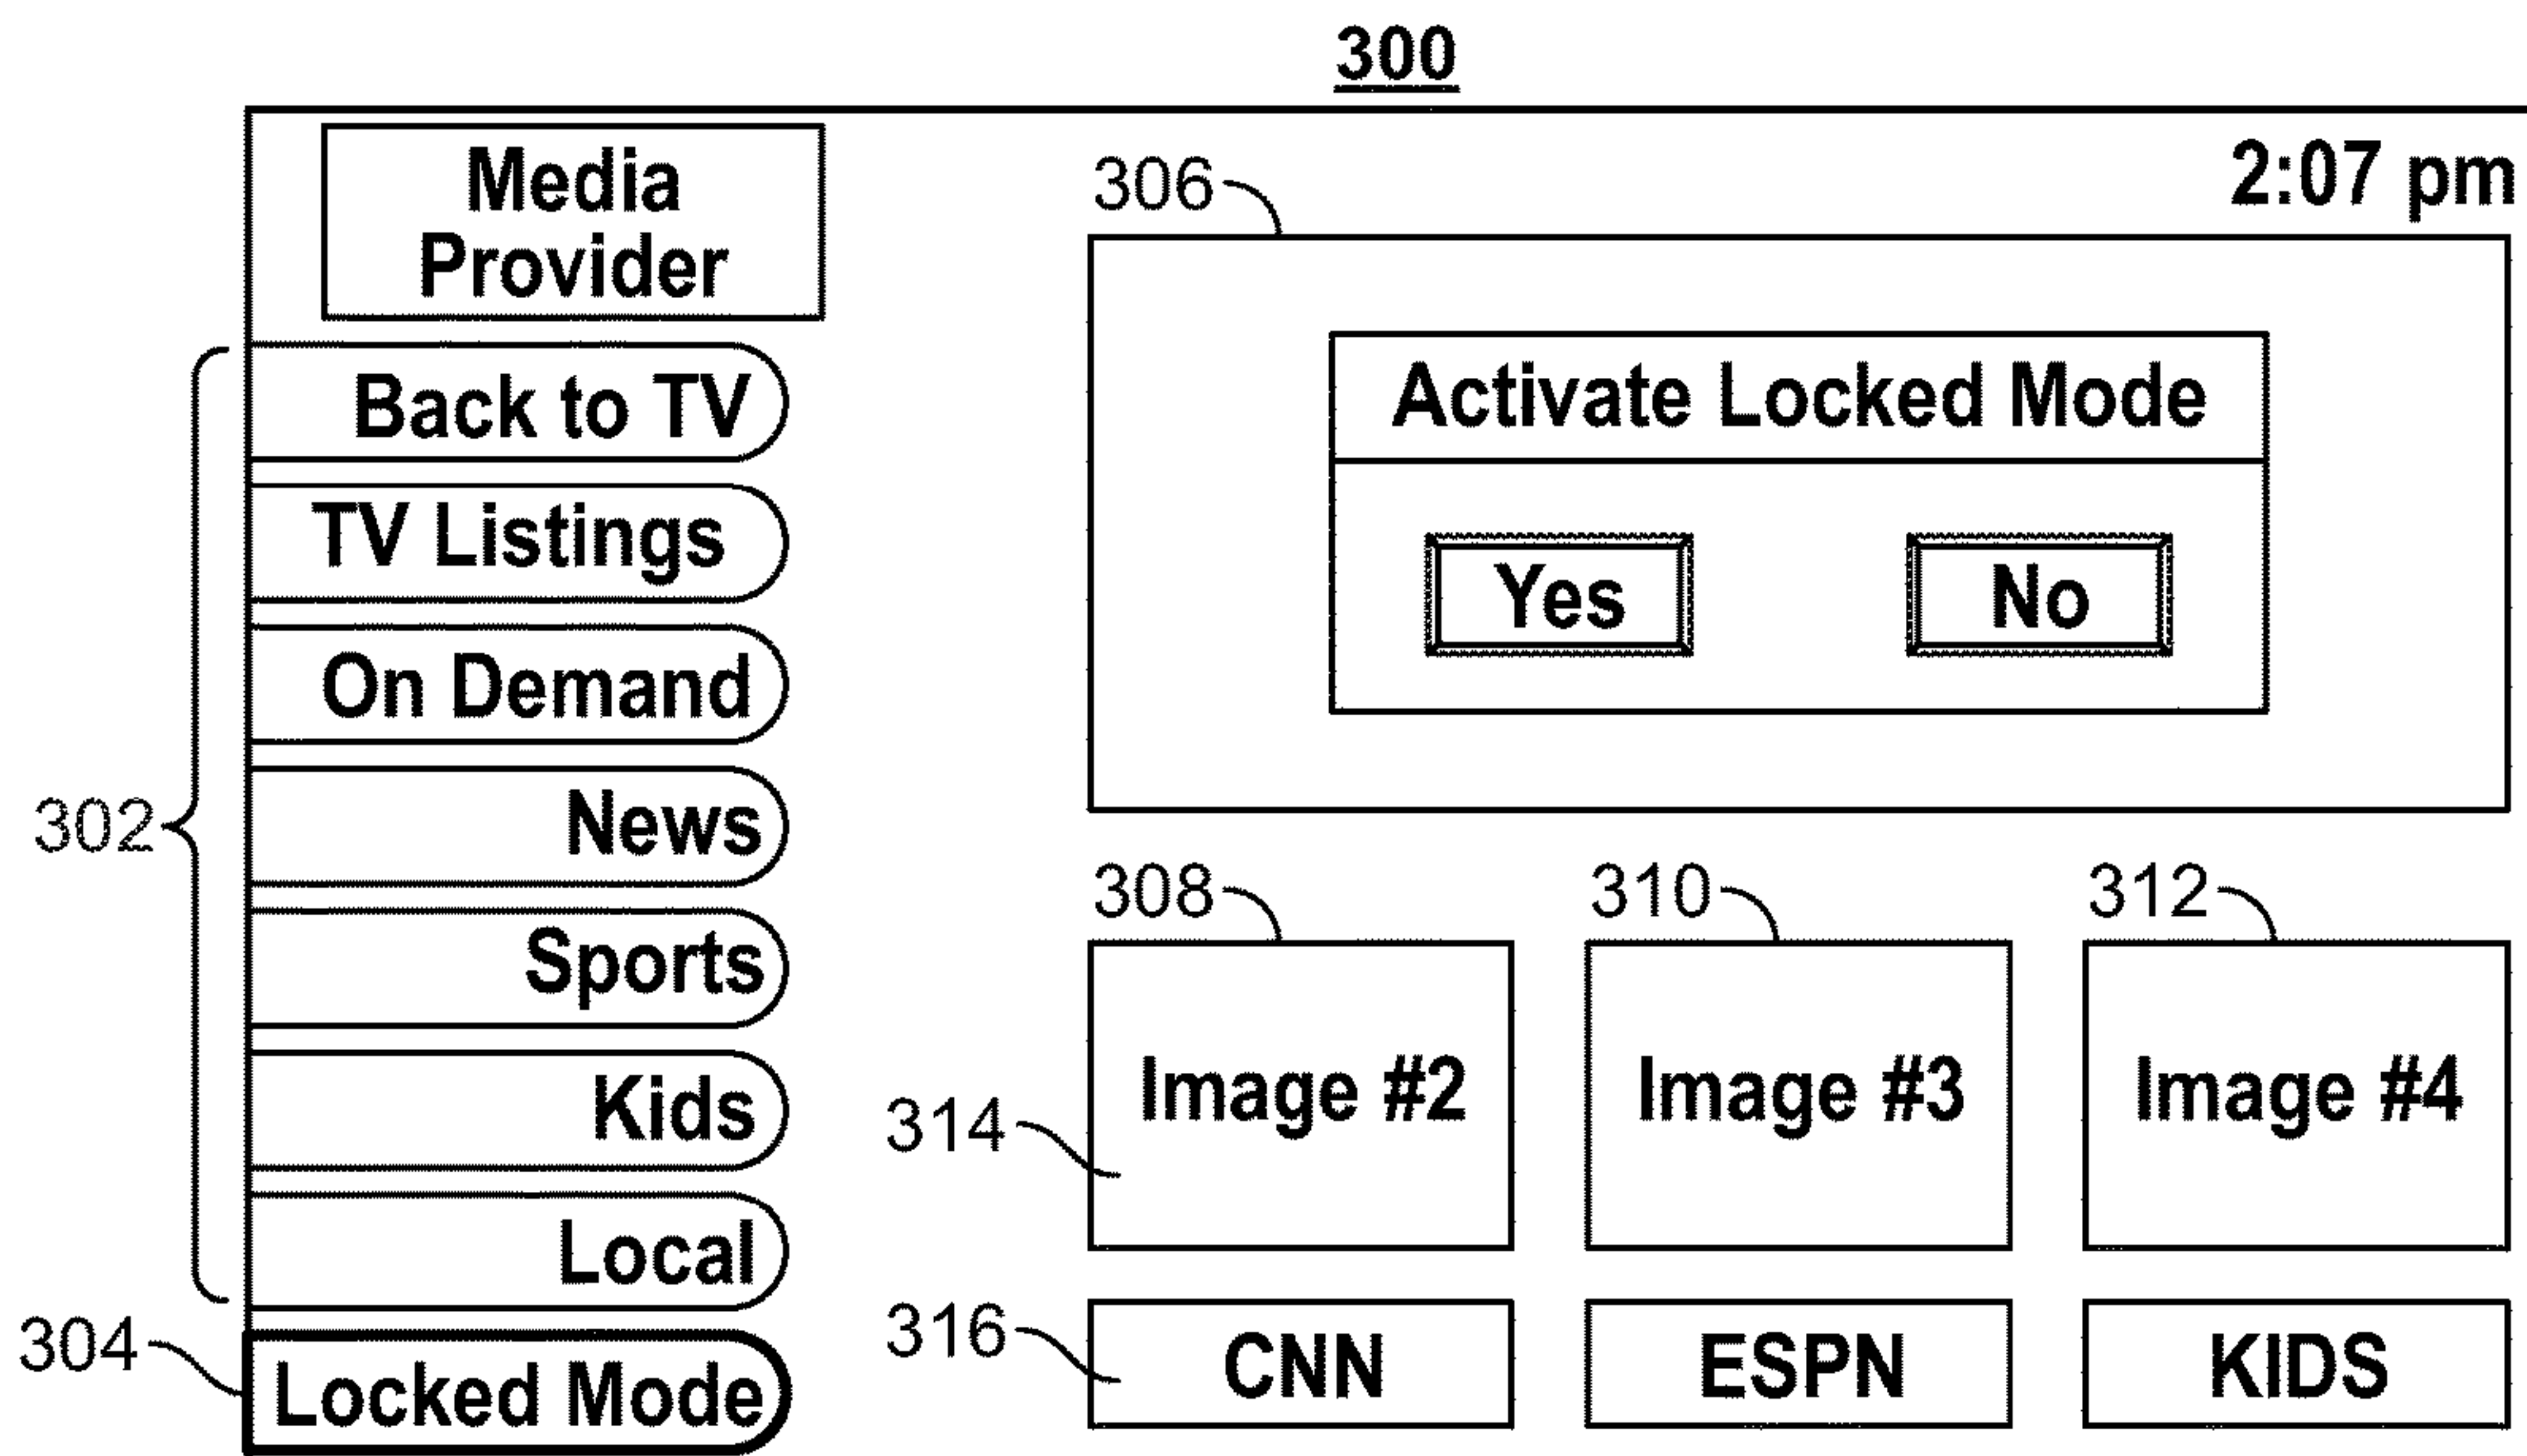 300
Media
Provider
2:07 pm
306
Activate Locked Mode
Yes No
302
Back to TV
TV Listings
On Demand
News
Sports
Kids
Local
304
Locked Mode
308 310 312
314
Image #2 Image #3 Image #4
316
CNN ESPN KIDS